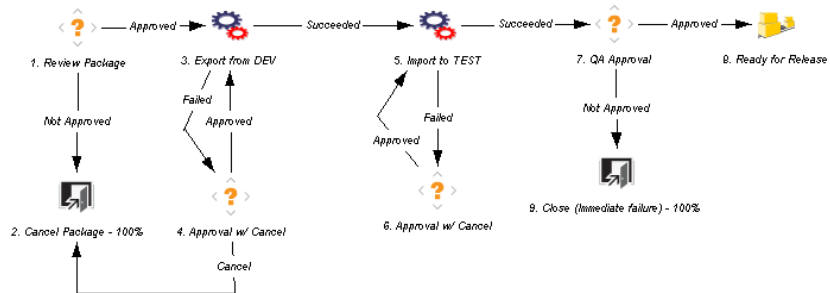 Approved
Succeeded
Succeeded
Approved
1. Review Package
3. Export from DEV
5. Import to TEST
7. QA Approval
8. Ready for Release
Failed
Not Approved
Approved
Approved
Failed
Not Approved
2. Cancel Package - 100%
4. Approval w/ Cancel
6. Approval w/ Cancel
9. Close (Immediate failure) - 100%
Cancel